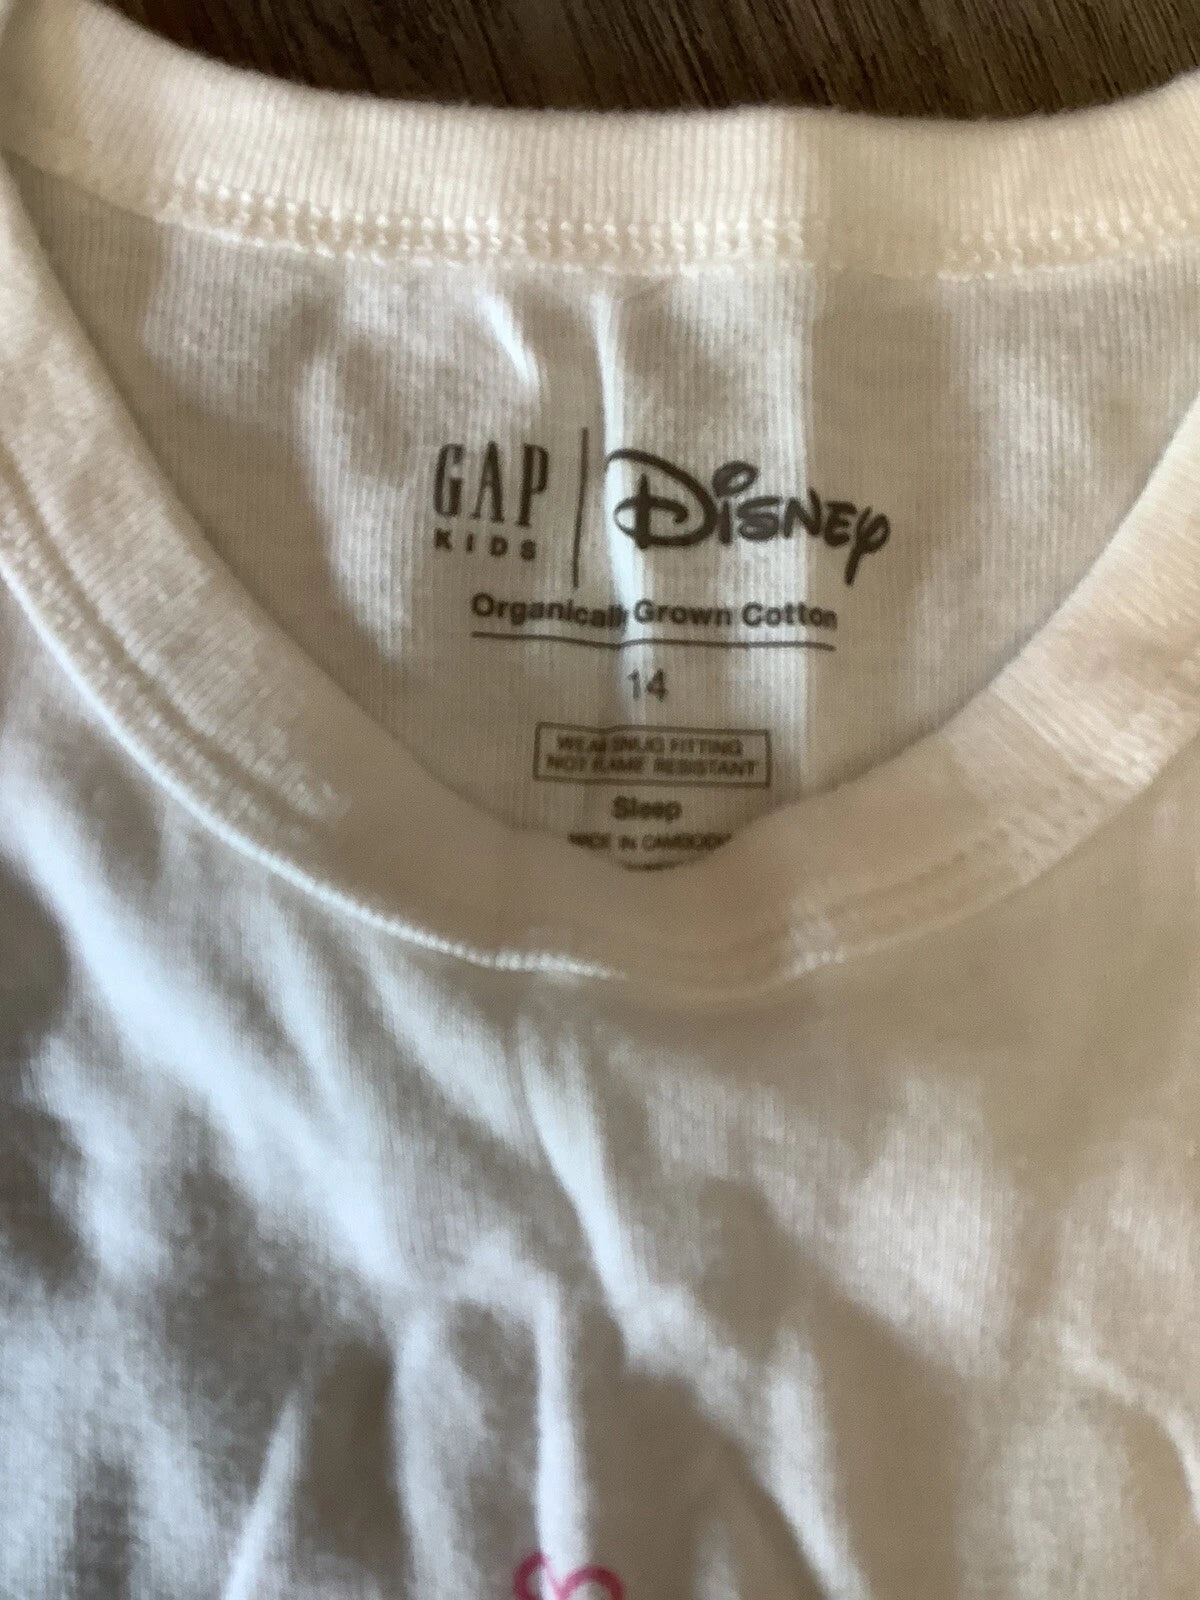 GAP | Disney
KIDS
Organically Grown Cotton
14
WEAR SNUG FITTING
NOT FLAME RESISTANT
Sleep
MADE IN CAMBODIA